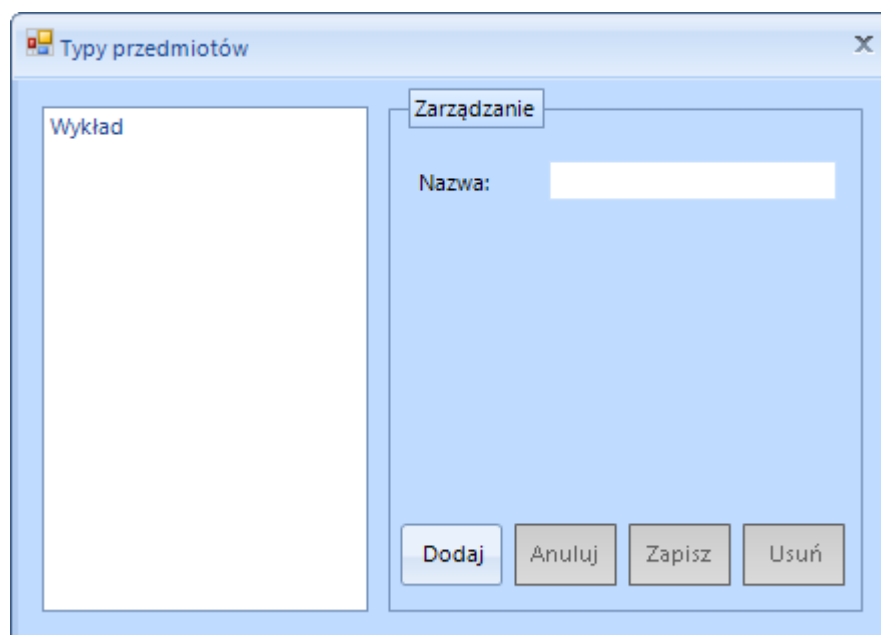 Typy przedmiotów
Wykład
Zarządzanie
Nazwa:
Dodaj
Anuluj
Zapisz
Usuń